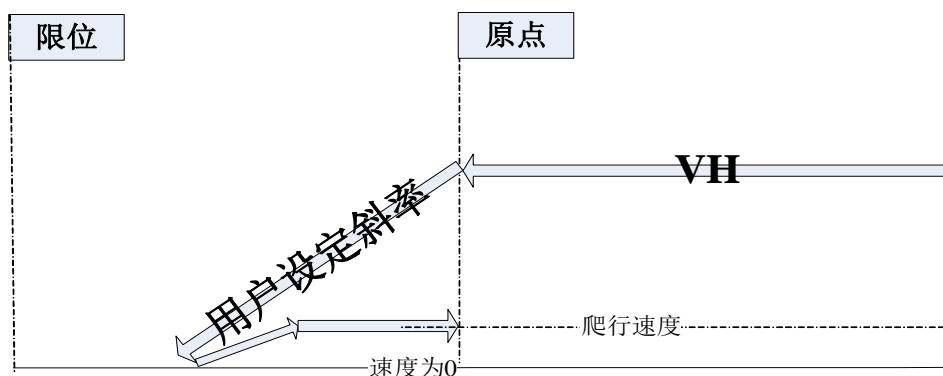 限位
原点
VH
用户设定斜率
爬行速度
速度为0